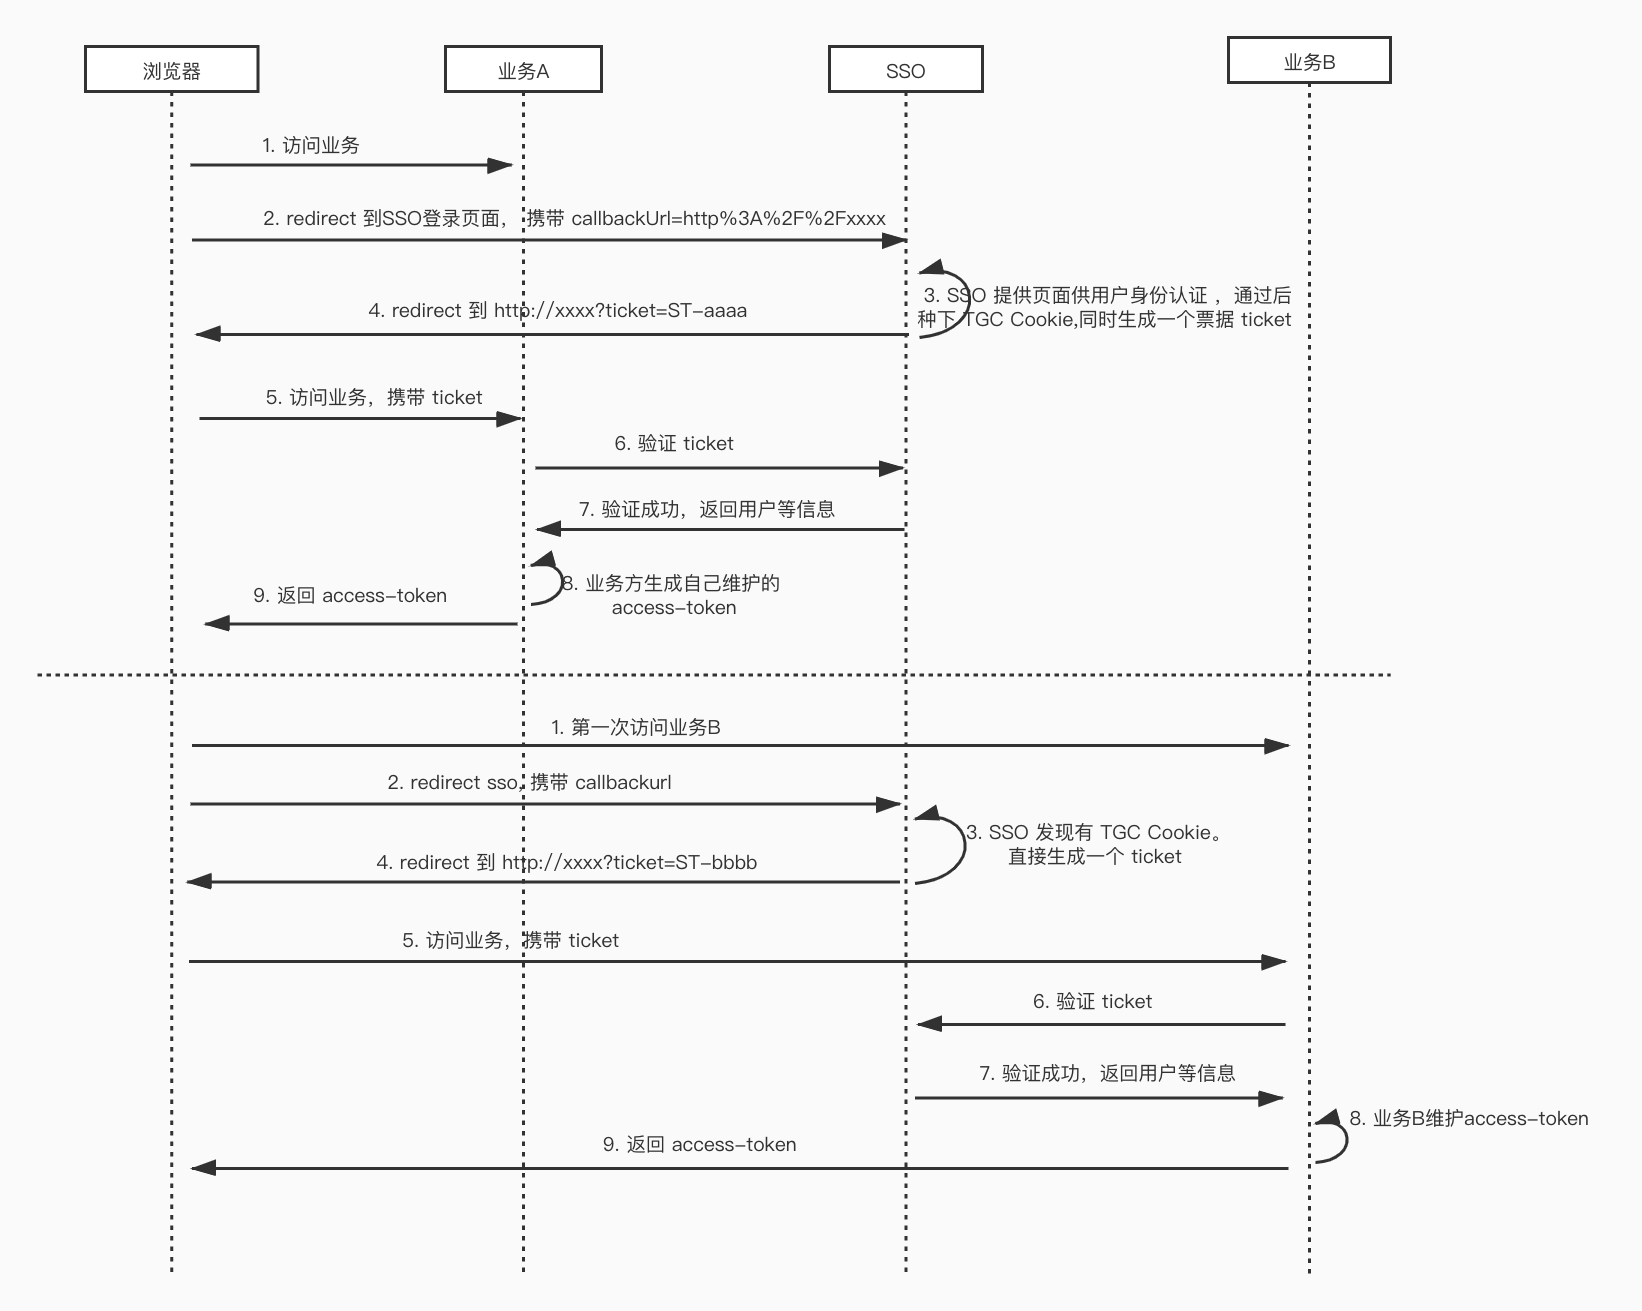 浏览器
业务A
SSO
业务B
1. 访问业务
2. redirect 到SSO登录页面， 携带 callbackUrl=http%3A%2F%2Fxxxx
3. SSO 提供页面供用户身份认证 ，通过后
种下 TGC Cookie,同时生成一个票据 ticket
4. redirect 到 http://xxxx?ticket=ST-aaaa
5. 访问业务，携带 ticket
6. 验证 ticket
7. 验证成功，返回用户等信息
8. 业务方生成自己维护的
access-token
9. 返回 access-token
1. 第一次访问业务B
2. redirect sso, 携带 callbackurl
3. SSO 发现有 TGC Cookie。
直接生成一个 ticket
4. redirect 到 http://xxxx?ticket=ST-bbbb
5. 访问业务，携带 ticket
6. 验证 ticket
7. 验证成功，返回用户等信息
8. 业务B维护access-token
9. 返回 access-token